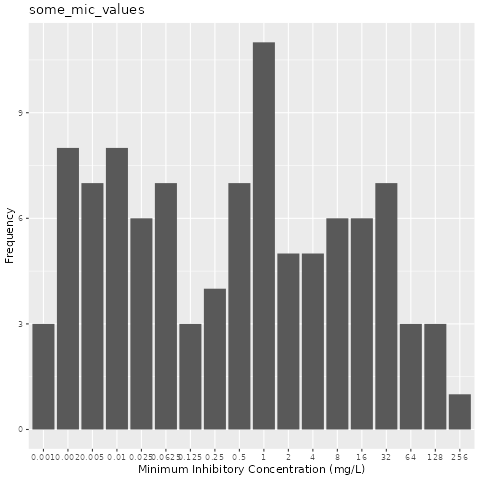 some_mic_values
Frequency
9
6
3
0
0.001 0.002 0.005 0.01 0.025 0.0625 0.125 0.25 0.5 1 2 4 8 16 32 64 128 256
Minimum Inhibitory Concentration (mg/L)